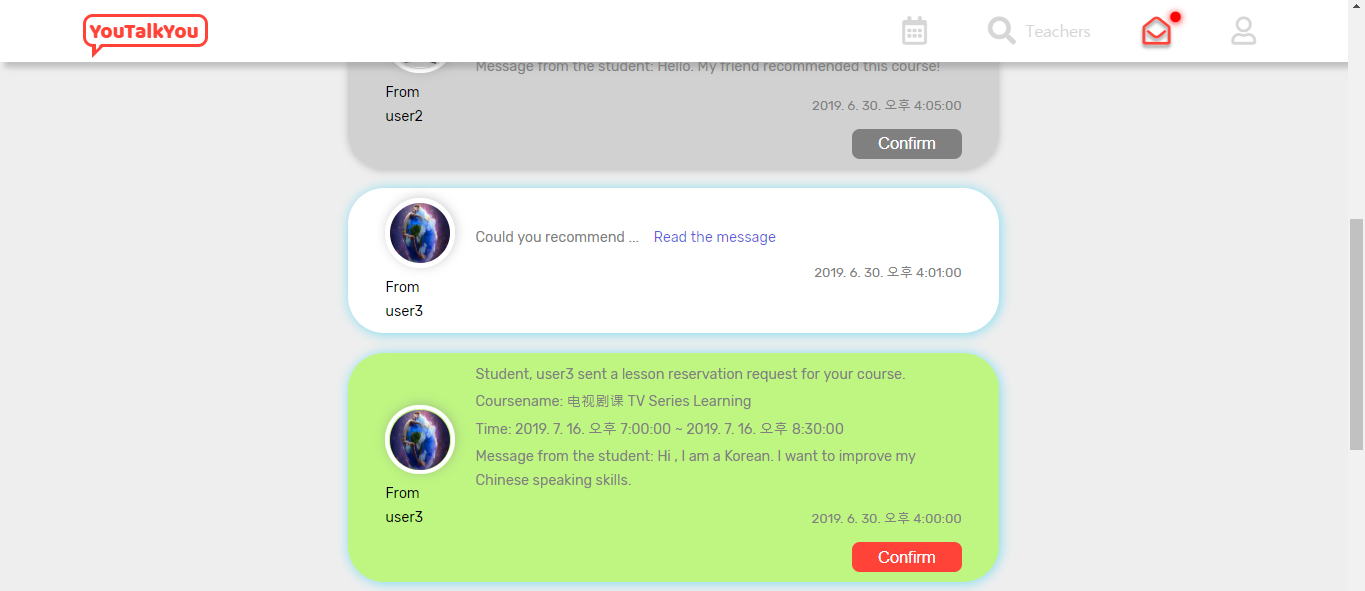 YouTalkYou
Teachers
Message from the student: Hello. My friend recommended this course!
From
user2
2019. 6. 30. 오후 4:05:00
Confirm
Could you recommend ... Read the message
2019. 6. 30. 오후 4:01:00
From
user3
Student, user3 sent a lesson reservation request for your course.
Coursename: 电视剧课 TV Series Learning
Time: 2019. 7. 16. 오후 7:00:00 ~ 2019. 7. 16. 오후 8:30:00
Message from the student: Hi , I am a Korean. I want to improve my
Chinese speaking skills.
From
user3
2019. 6. 30. 오후 4:00:00
Confirm